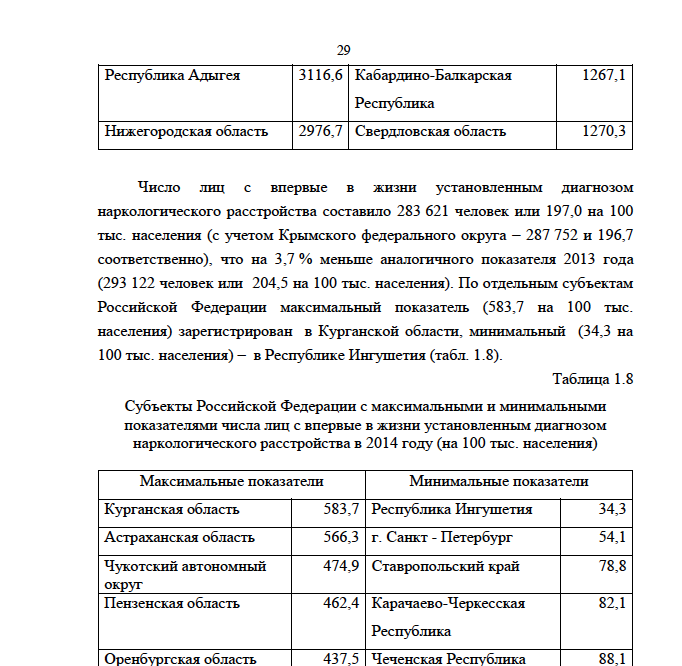 29
Республика Адыгея 3116,6 Кабардино-Балкарская 1267,1
Республика
Нижегородская область 2976,7 Свердловская область 1270,3
Число лиц с впервые в жизни установленным диагнозом
наркологического расстройства составило 283 621 человек или 197,0 на 100
тыс. населения (с учетом Крымского федерального округа – 287 752 и 196,7
соответственно), что на 3,7 % меньше аналогичного показателя 2013 года
(293 122 человек или 204,5 на 100 тыс. населения). По отдельным субъектам
Российской Федерации максимальный показатель (583,7 на 100 тыс.
населения) зарегистрирован в Курганской области, минимальный (34,3 на
100 тыс. населения) – в Республике Ингушетия (табл. 1.8).
Таблица 1.8
Субъекты Российской Федерации с максимальными и минимальными
показателями числа лиц с впервые в жизни установленным диагнозом
наркологического расстройства в 2014 году (на 100 тыс. населения)
Максимальные показатели Минимальные показатели
Курганская область 583,7 Республика Ингушетия 34,3
Астраханская область 566,3 г. Санкт - Петербург 54,1
Чукотский автономный 474,9 Ставропольский край 78,8
округ
Пензенская область 462,4 Карачаево-Черкесская 82,1
Республика
Оренбургская область 437,5 Чеченская Республика 88,1